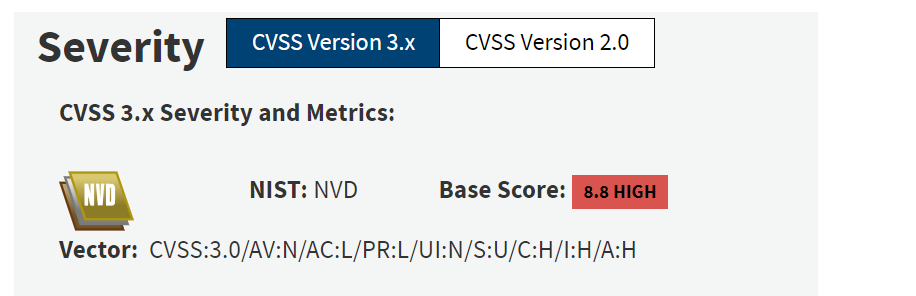 Severity CVSS Version 3.x CVSS Version 2.0
CVSS 3.x Severity and Metrics:
NVD NIST: NVD Base Score: 8.8 HIGH
Vector: CVSS:3.0/AV:N/AC:L/PR:L/UI:N/S:U/C:H/I:H/A:H